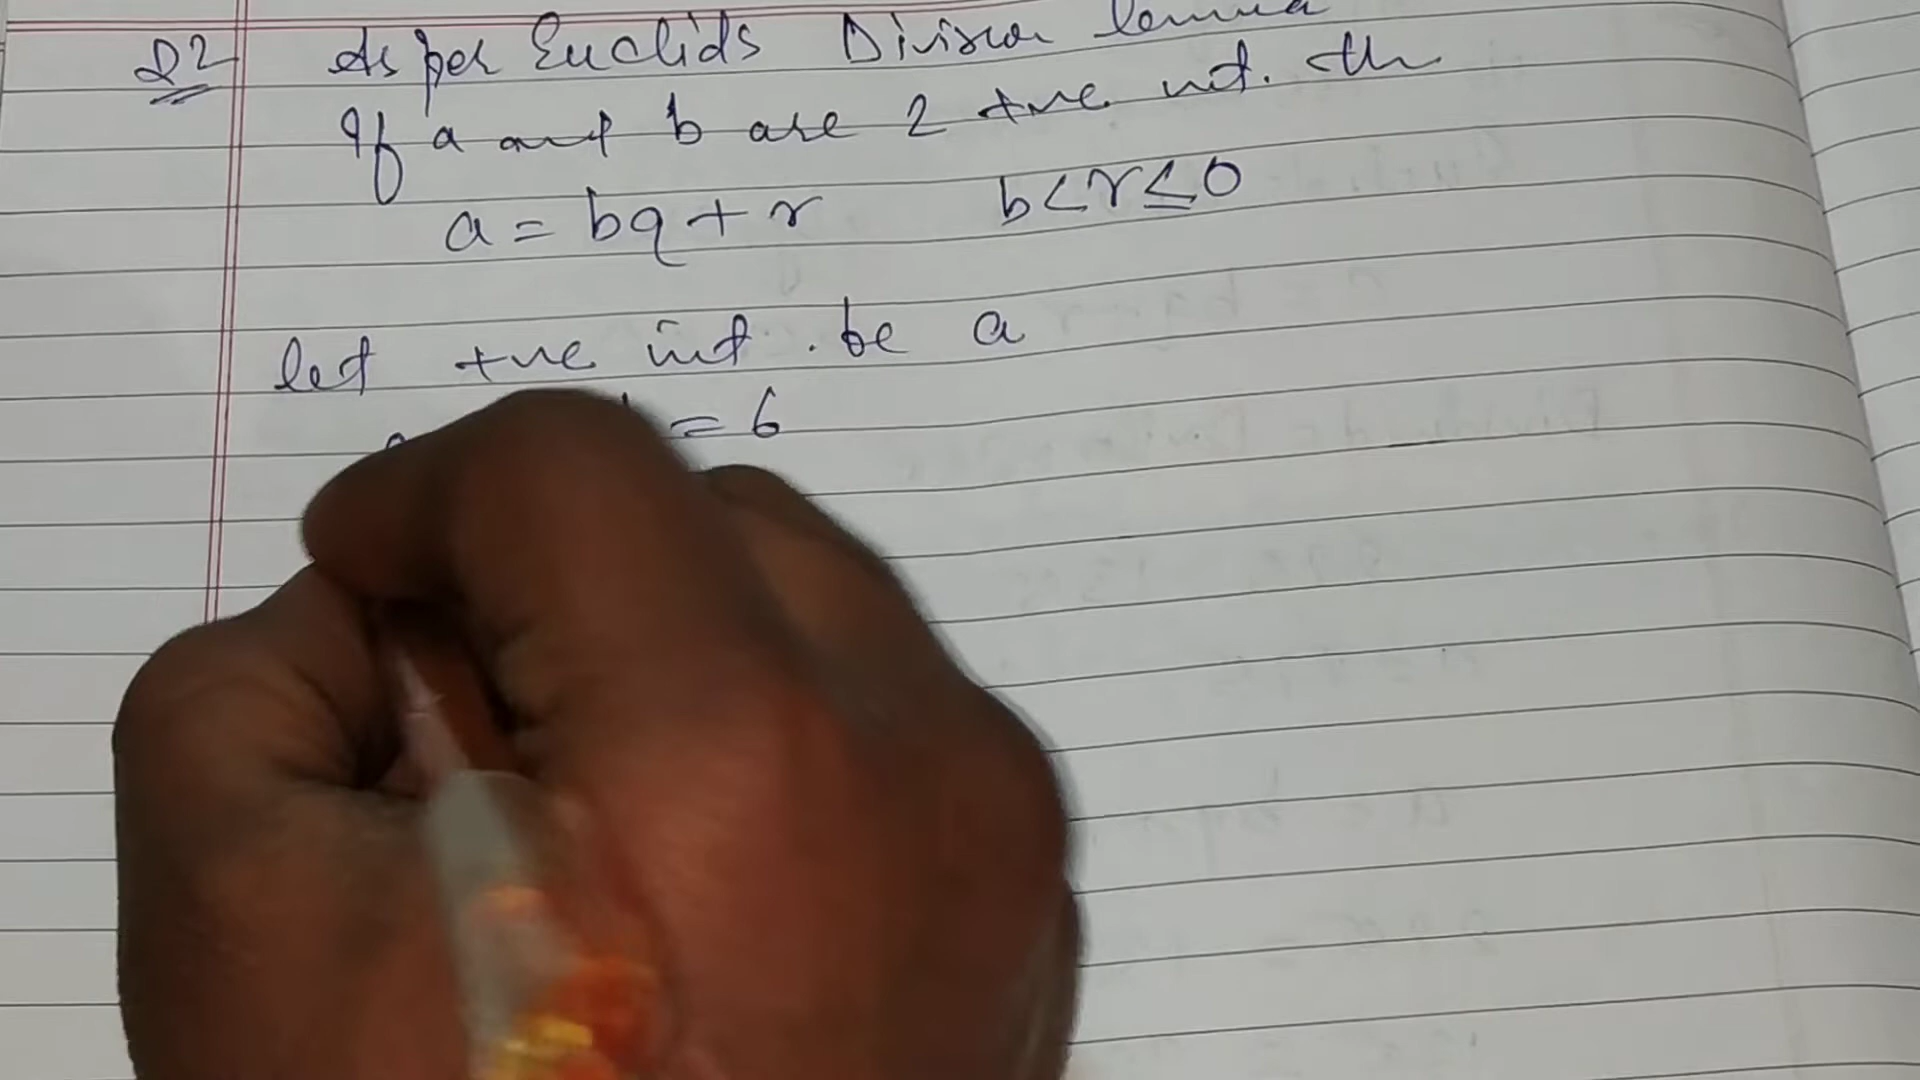 Q2 As per Euclids Division lemma
If a and b are 2 +ve int. th
a = bq + r b<r≤0
let +ve int. be a
= 6